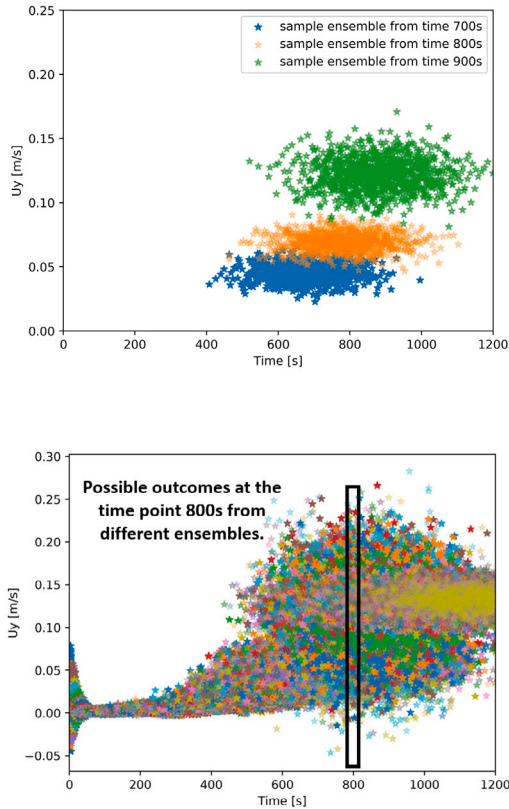 0.25
0.20
0.15
0.10
0.05
0.00
Uy [m/s]
sample ensemble from time 700s
sample ensemble from time 800s
sample ensemble from time 900s
0 200 400 600 800 1000 1200
Time [s]
0.30
0.25
0.20
0.15
0.10
0.05
0.00
−0.05
Uy [m/s]
Possible outcomes at the
time point 800s from
different ensembles.
0 200 400 600 800 1000 1200
Time [s]